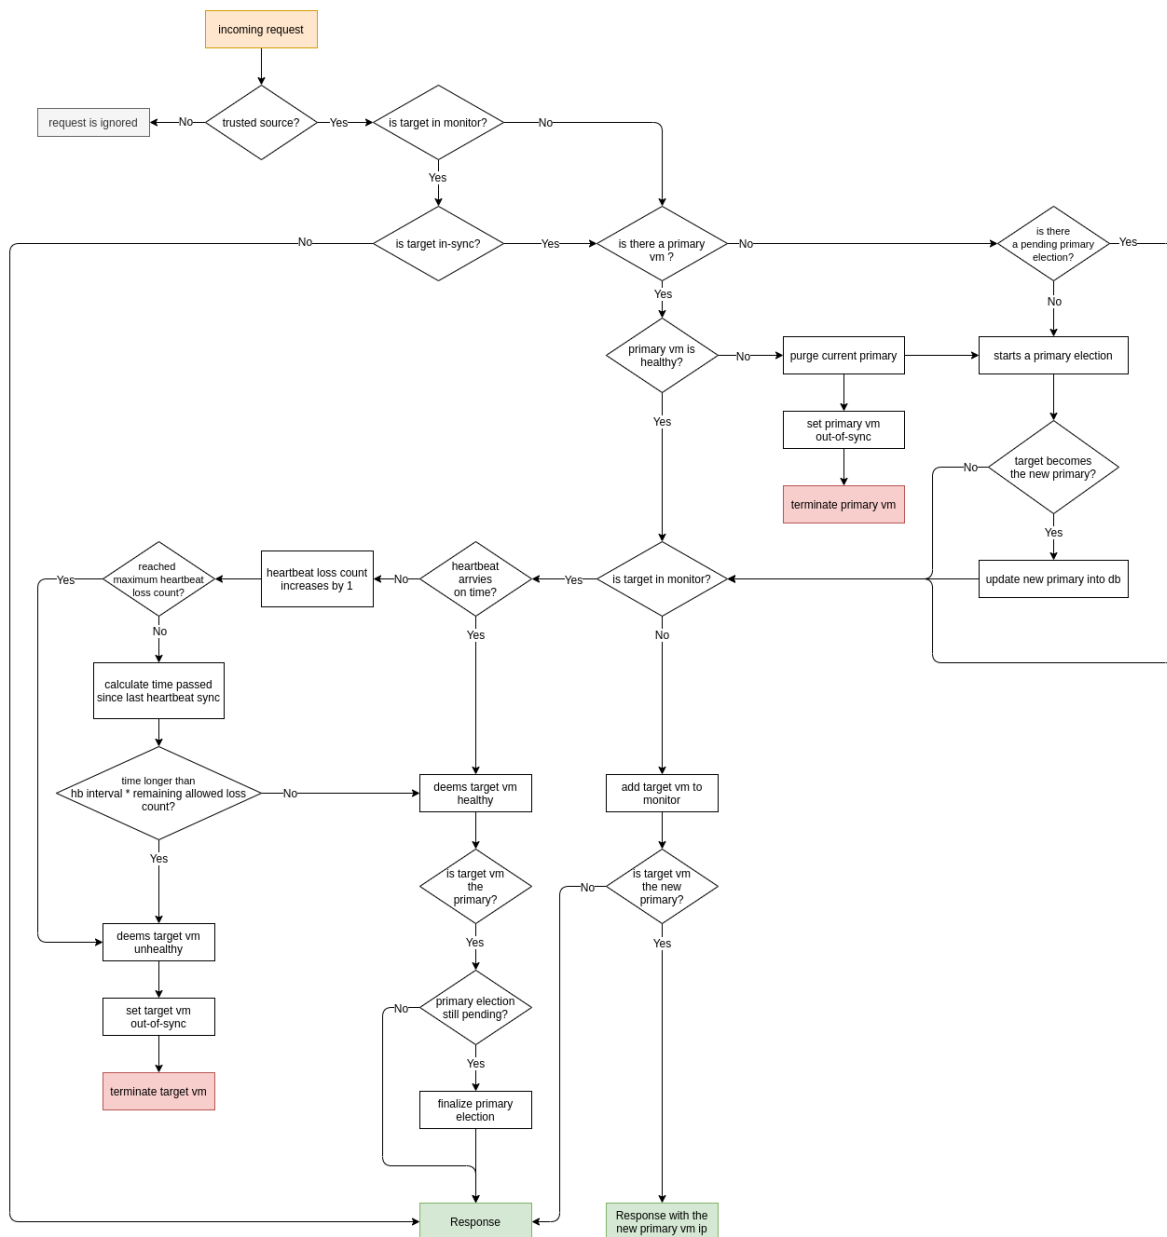 incoming request
request is ignored
No
trusted source?
Yes
is target in monitor?
No
Yes
No
is target in-sync?
Yes
is there a primary
vm ?
No
is there
a pending primary
election?
Yes
Yes
No
primary vm is
healthy?
No
purge current primary
starts a primary election
Yes
set primary vm
out-of-sync
No
target becomes
the new primary?
terminate primary vm
Yes
Yes
reached
maximum heartbeat
loss count?
heartbeat loss count
increases by 1
No
heartbeat
arrvies
on time?
Yes
is target in monitor?
update new primary into db
No
Yes
No
calculate time passed
since last heartbeat sync
time longer than
hb interval * remaining allowed loss
count?
No
deems target vm
healthy
add target vm to
monitor
Yes
is target vm
the
primary?
No
is target vm
the new
primary?
deems target vm
unhealthy
Yes
Yes
set target vm
out-of-sync
No
primary election
still pending?
Yes
terminate target vm
finalize primary
election
Response
Response with the
new primary vm ip